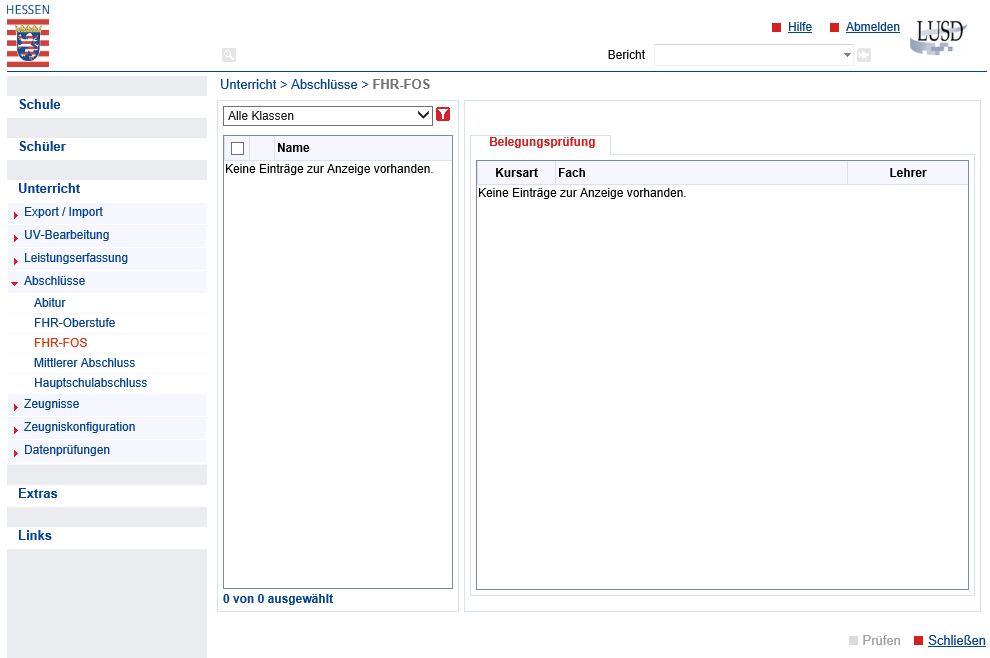 HESSEN
Hilfe Abmelden LUSD
Bericht
Unterricht > Abschlüsse > FHR-FOS
Schule
Schüler
Unterricht
Export / Import
UV-Bearbeitung
Leistungserfassung
Abschlüsse
Abitur
FHR-Oberstufe
FHR-FOS
Mittlerer Abschluss
Hauptschulabschluss
Zeugnisse
Zeugniskonfiguration
Datenprüfungen
Extras
Links
Alle Klassen
Name
Keine Einträge zur Anzeige vorhanden.
0 von 0 ausgewählt
Belegungsprüfung
Kursart Fach Lehrer
Keine Einträge zur Anzeige vorhanden.
Prüfen Schließen